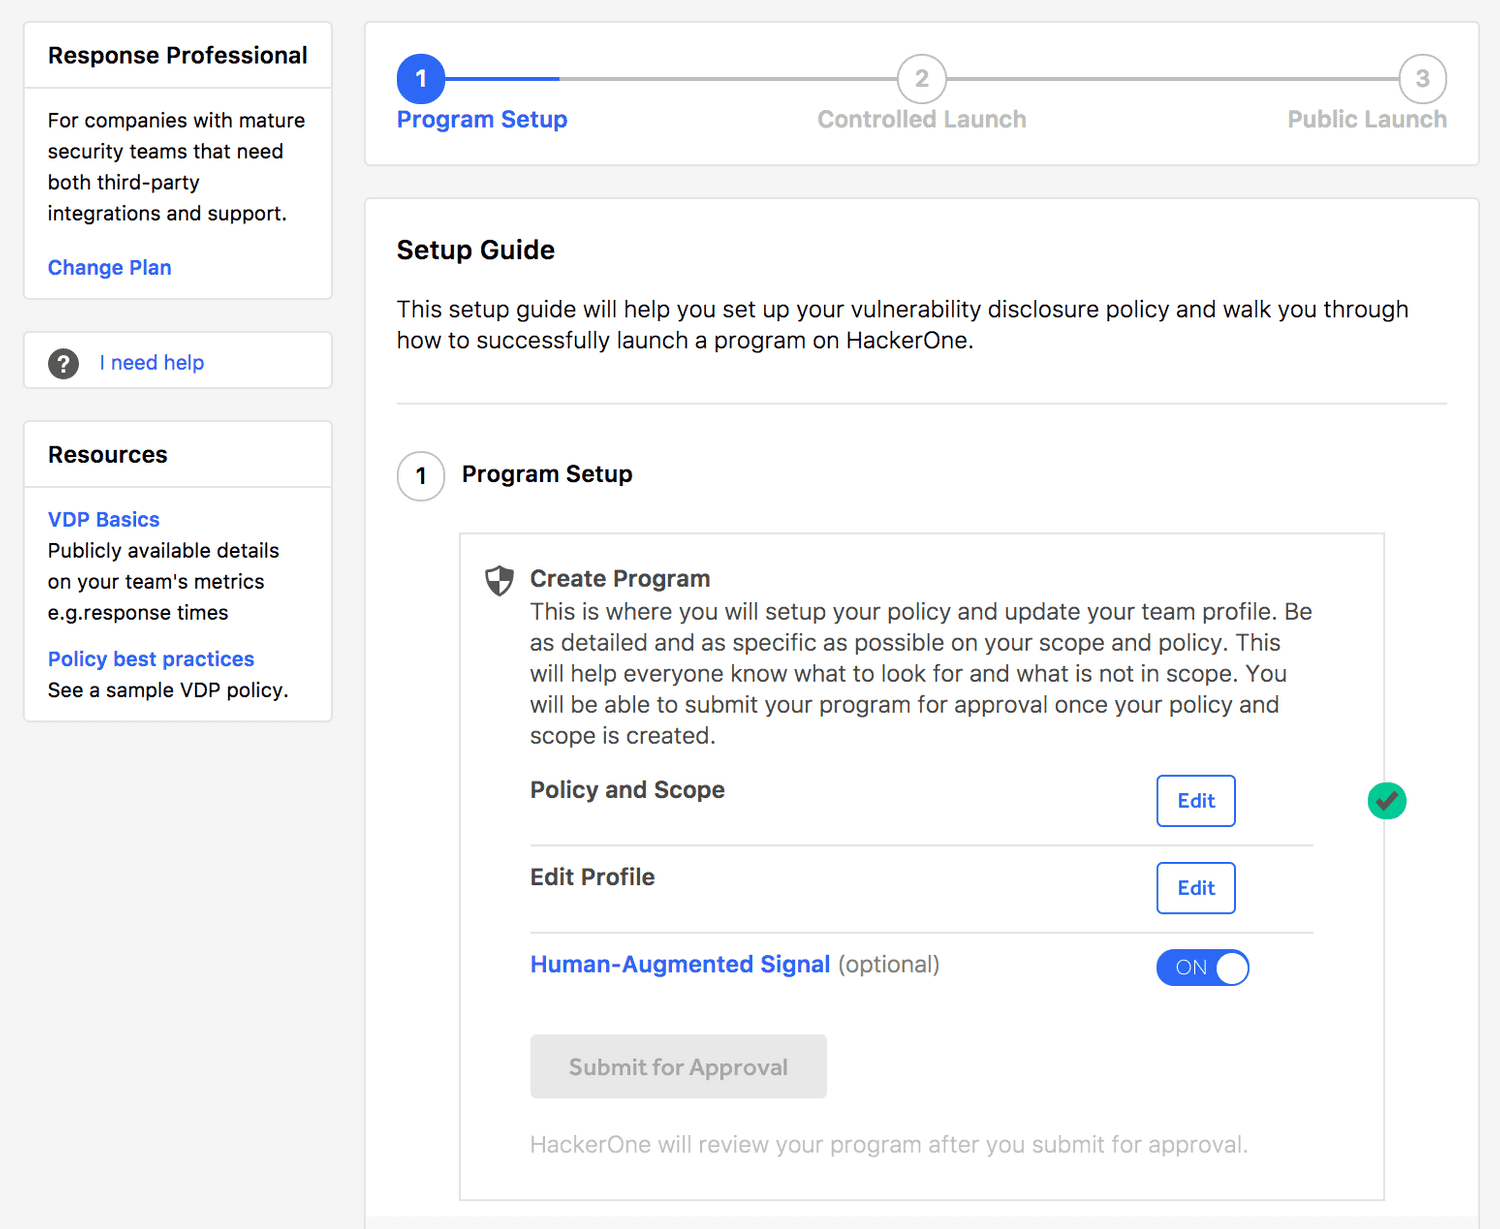 Response Professional
For companies with mature
security teams that need
both third-party
integrations and support.
Change Plan
? I need help
Resources
VDP Basics
Publicly available details
on your team's metrics
e.g.response times
Policy best practices
See a sample VDP policy.
1 2 3
Program Setup Controlled Launch Public Launch
Setup Guide
This setup guide will help you set up your vulnerability disclosure policy and walk you through
how to successfully launch a program on HackerOne.
1 Program Setup
Create Program
This is where you will setup your policy and update your team profile. Be
as detailed and as specific as possible on your scope and policy. This
will help everyone know what to look for and what is not in scope. You
will be able to submit your program for approval once your policy and
scope is created.
Policy and Scope Edit
Edit Profile Edit
Human-Augmented Signal (optional) ON
Submit for Approval
HackerOne will review your program after you submit for approval.